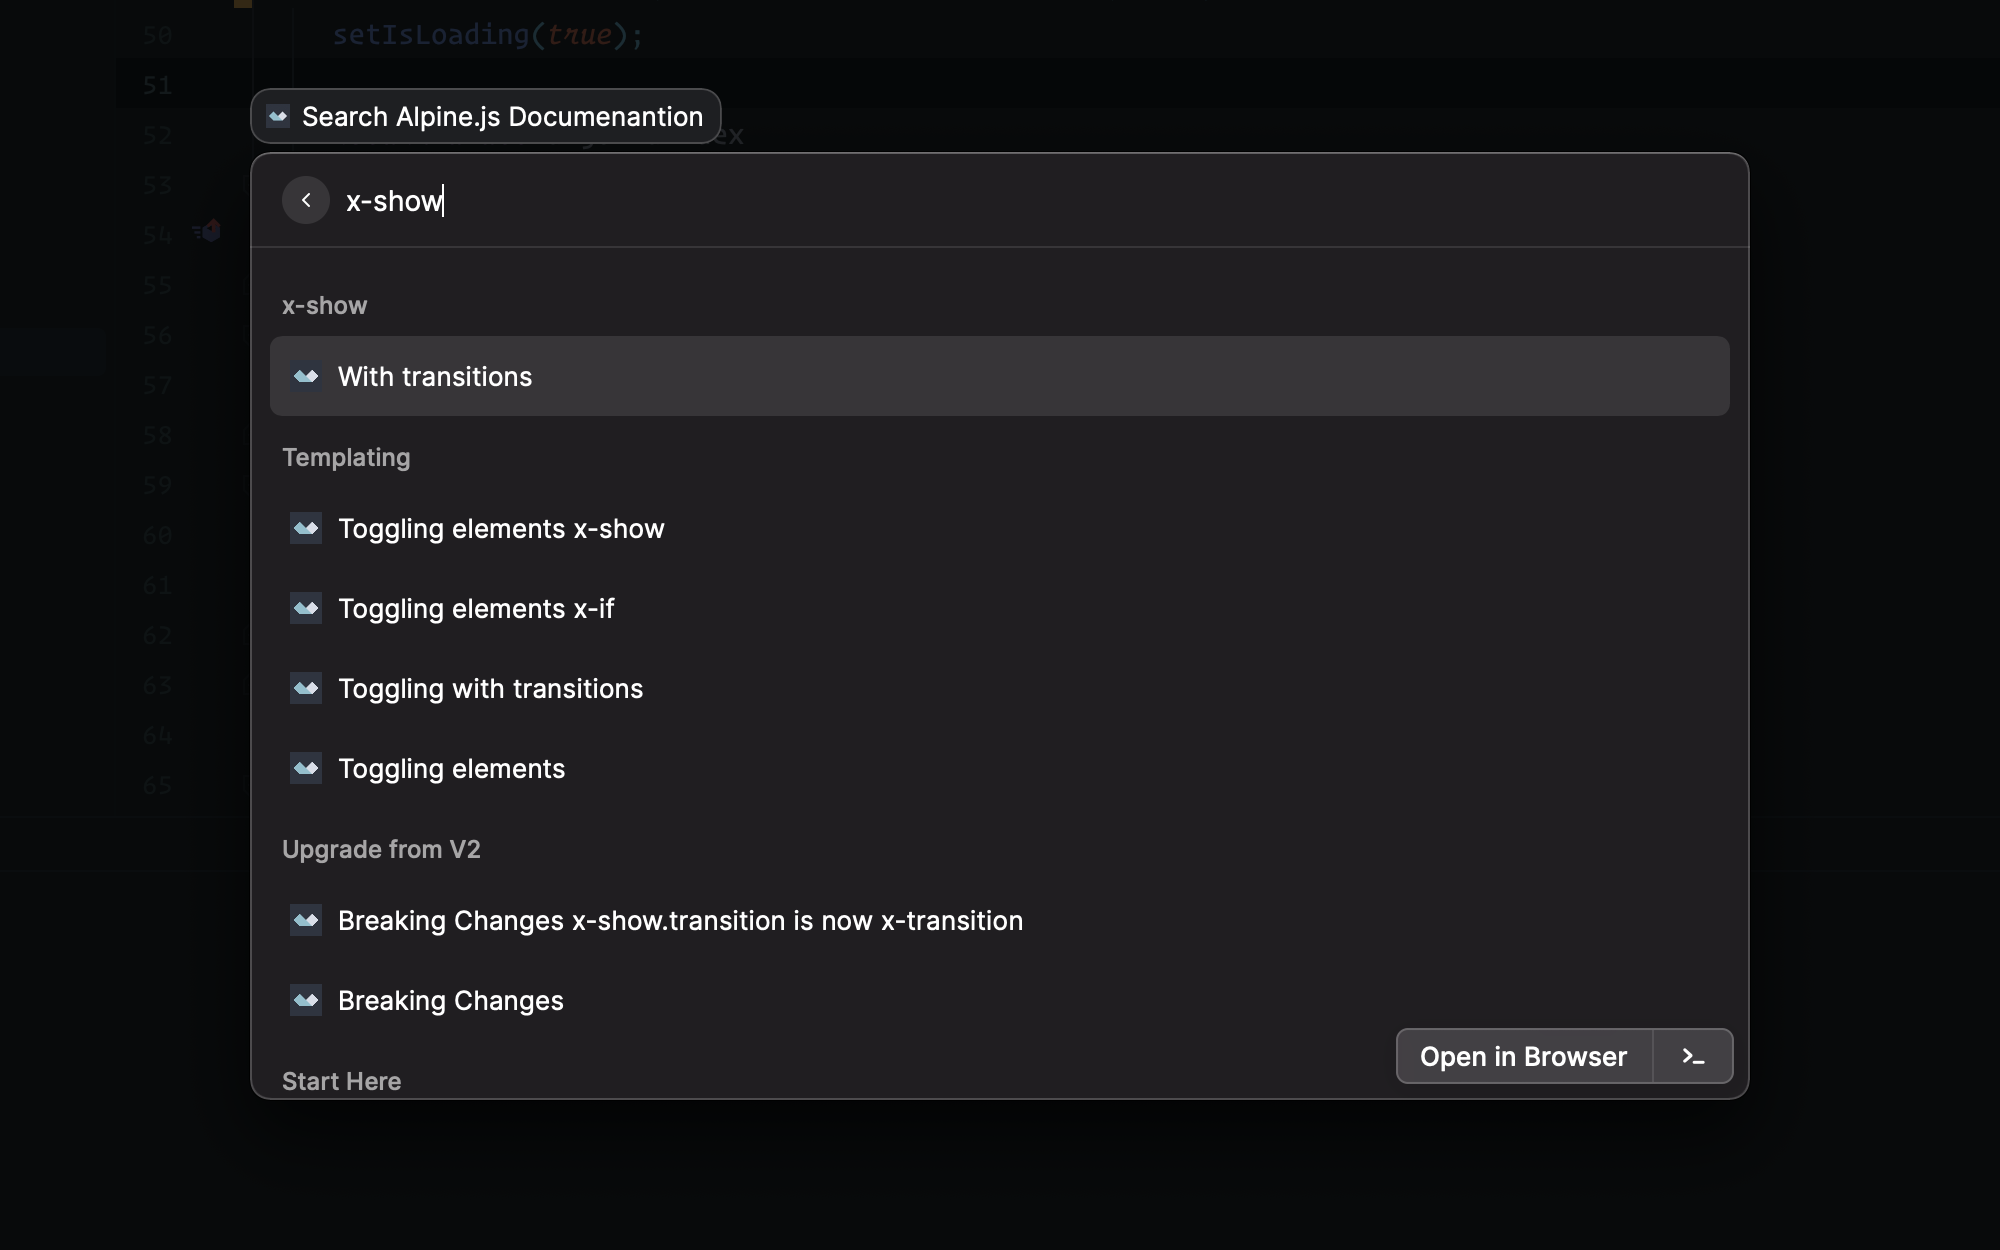 50 setIsLoading(true);
51
Search Alpine.js Documenantion
52 ex
53
x-show
54
55
x-show
56
57
With transitions
58
Templating
59
60
Toggling elements x-show
61
Toggling elements x-if
62
63
Toggling with transitions
64
65
Toggling elements
Upgrade from V2
Breaking Changes x-show.transition is now x-transition
Breaking Changes
Open in Browser >_
Start Here